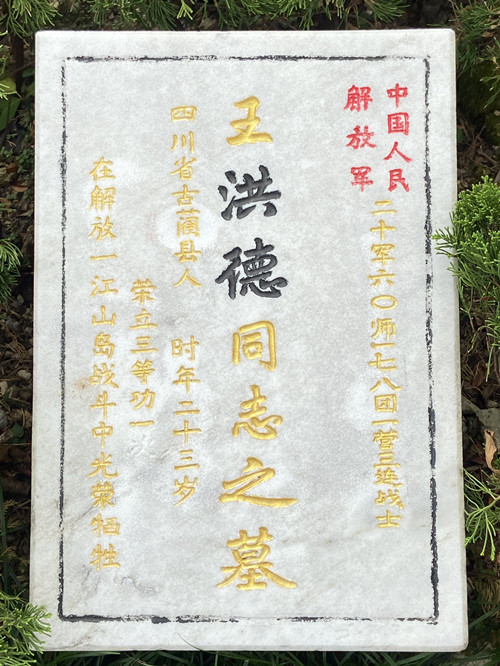 中国人民
解放军
二十军六〇师一七八团一营三连战士
王洪德同志之墓
四川省古蔺县人 时年二十三岁
荣立三等功一
在解放一江山岛战斗中光荣牺牲